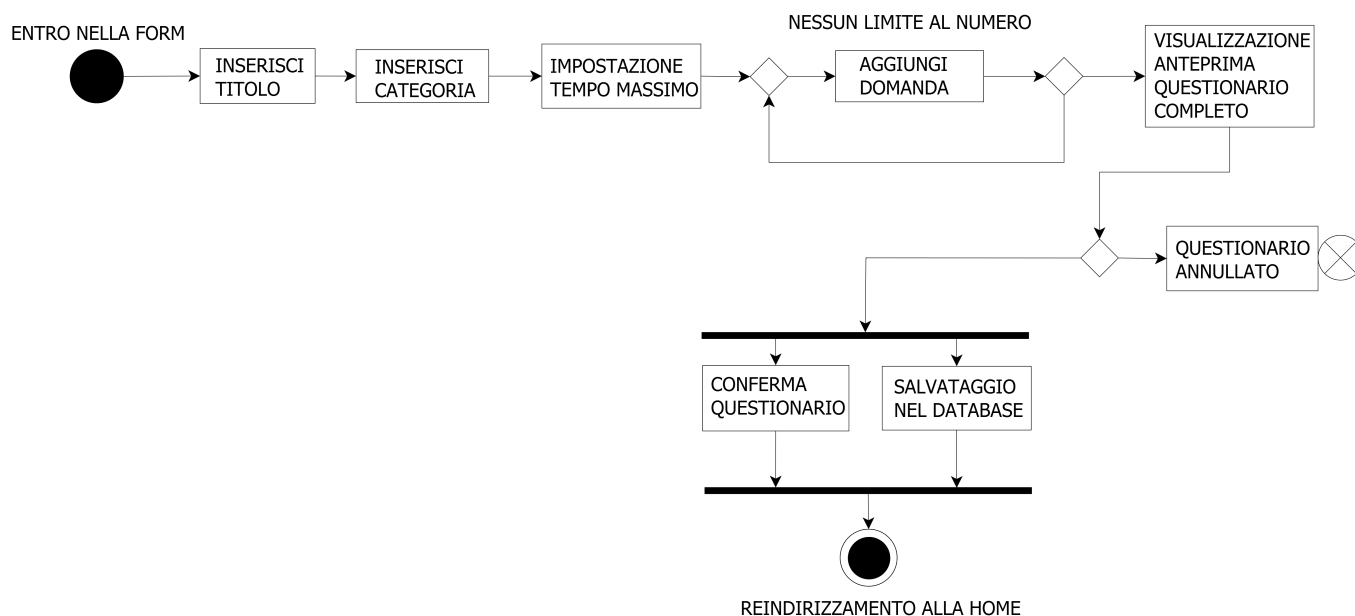 ENTRO NELLA FORM
INSERISCI
TITOLO
INSERISCI
CATEGORIA
IMPOSTAZIONE
TEMPO MASSIMO
NESSUN LIMITE AL NUMERO
AGGIUNGI
DOMANDA
VISUALIZZAZIONE
ANTEPRIMA
QUESTIONARIO
COMPLETO
QUESTIONARIO
ANNULLATO
CONFERMA
QUESTIONARIO
SALVATAGGIO
NEL DATABASE
REINDIRIZZAMENTO ALLA HOME